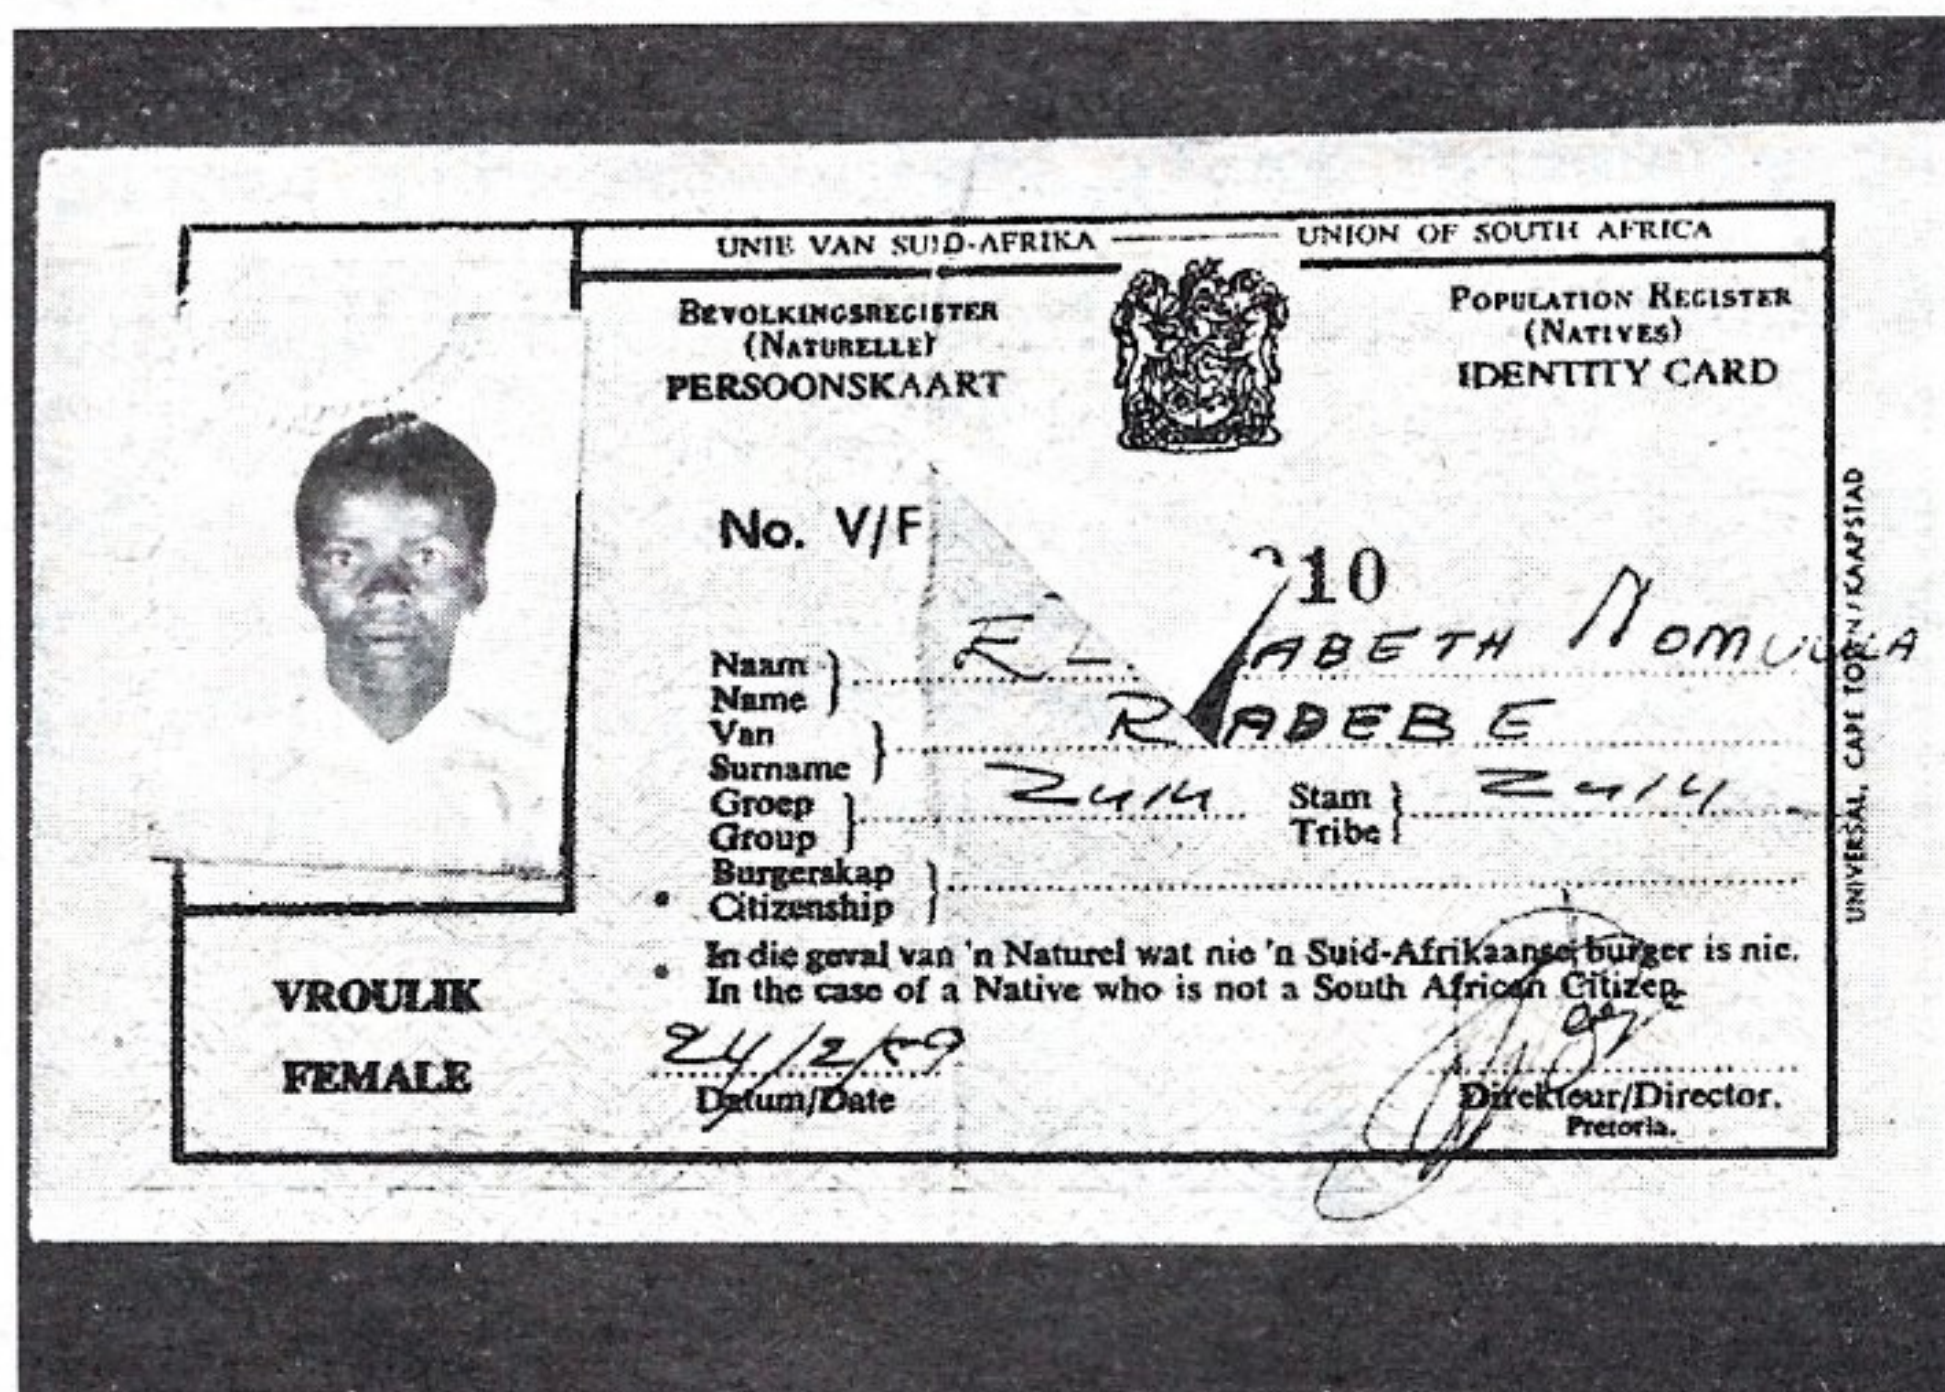 UNIE VAN SUID-AFRIKA — UNION OF SOUTH AFRICA
BEVOLKINGSREGISTER
(NATURELLE)
PERSOONSKAART
POPULATION REGISTER
(NATIVES)
IDENTITY CARD
No. V/F 10
Naam
Name
ABETH
Van
Surname
R ADEBE
Groep
Group
Zulu
Stam
Tribe
Zulu
Burgerskap
• Citizenship
• In die geval van 'n Naturel wat nie 'n Suid-Afrikaanse burger is nie.
In the case of a Native who is not a South African Citizen.
24/2/59
Datum/Date
Direkteur/Director.
Pretoria.
VROULIK
FEMALE
UNIVERSAL, CAPE TOWN/KAAPSTAD